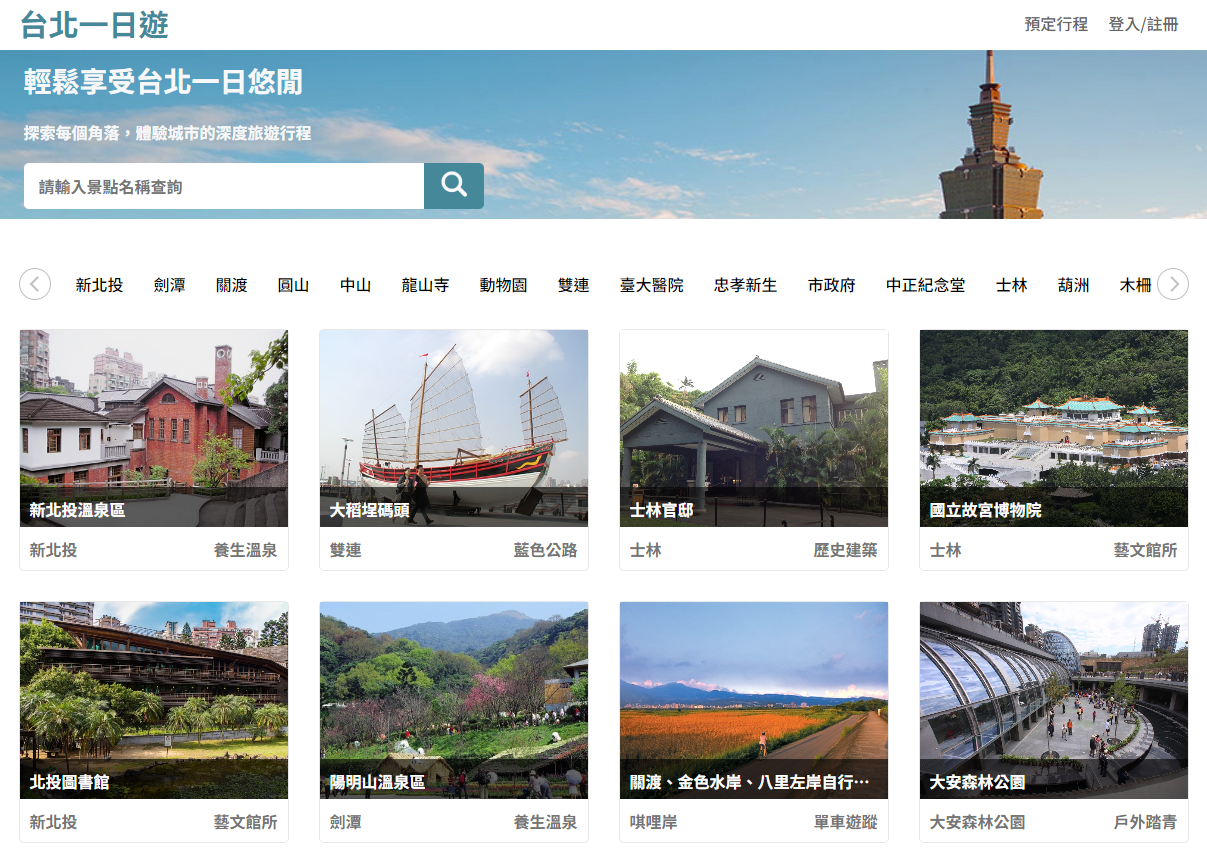 台北一日遊
預定行程 登入/註冊
輕鬆享受台北一日悠閒
探索每個角落，體驗城市的深度旅遊行程
請輸入景點名稱查詢
新北投 劍潭 關渡 圓山 中山 龍山寺 動物園 雙連 臺大醫院 忠孝新生 市政府 中正紀念堂 士林 葫洲 木柵
新北投溫泉區
新北投 養生溫泉
大稻埕碼頭
雙連 藍色公路
士林官邸
士林 歷史建築
國立故宮博物院
士林 藝文館所
北投圖書館
新北投 藝文館所
陽明山溫泉區
劍潭 養生溫泉
關渡、金色水岸、八里左岸自行…
唭哩岸 單車遊蹤
大安森林公園
大安森林公園 戶外踏青